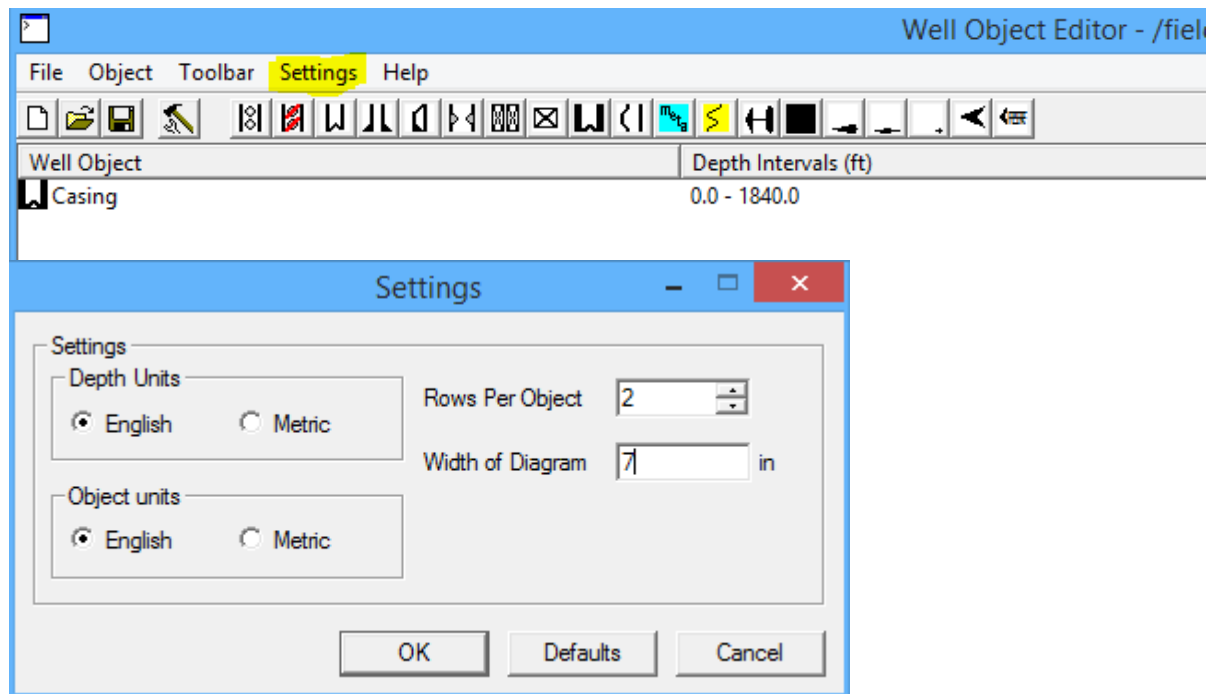 Well Object Editor - /fiel
File Object Toolbar Settings Help
Well Object Depth Intervals (ft)
Casing 0.0 - 1840.0
Settings
Settings
Depth Units
English Metric
Rows Per Object 2
Width of Diagram 7 in
Object units
English Metric
OK Defaults Cancel